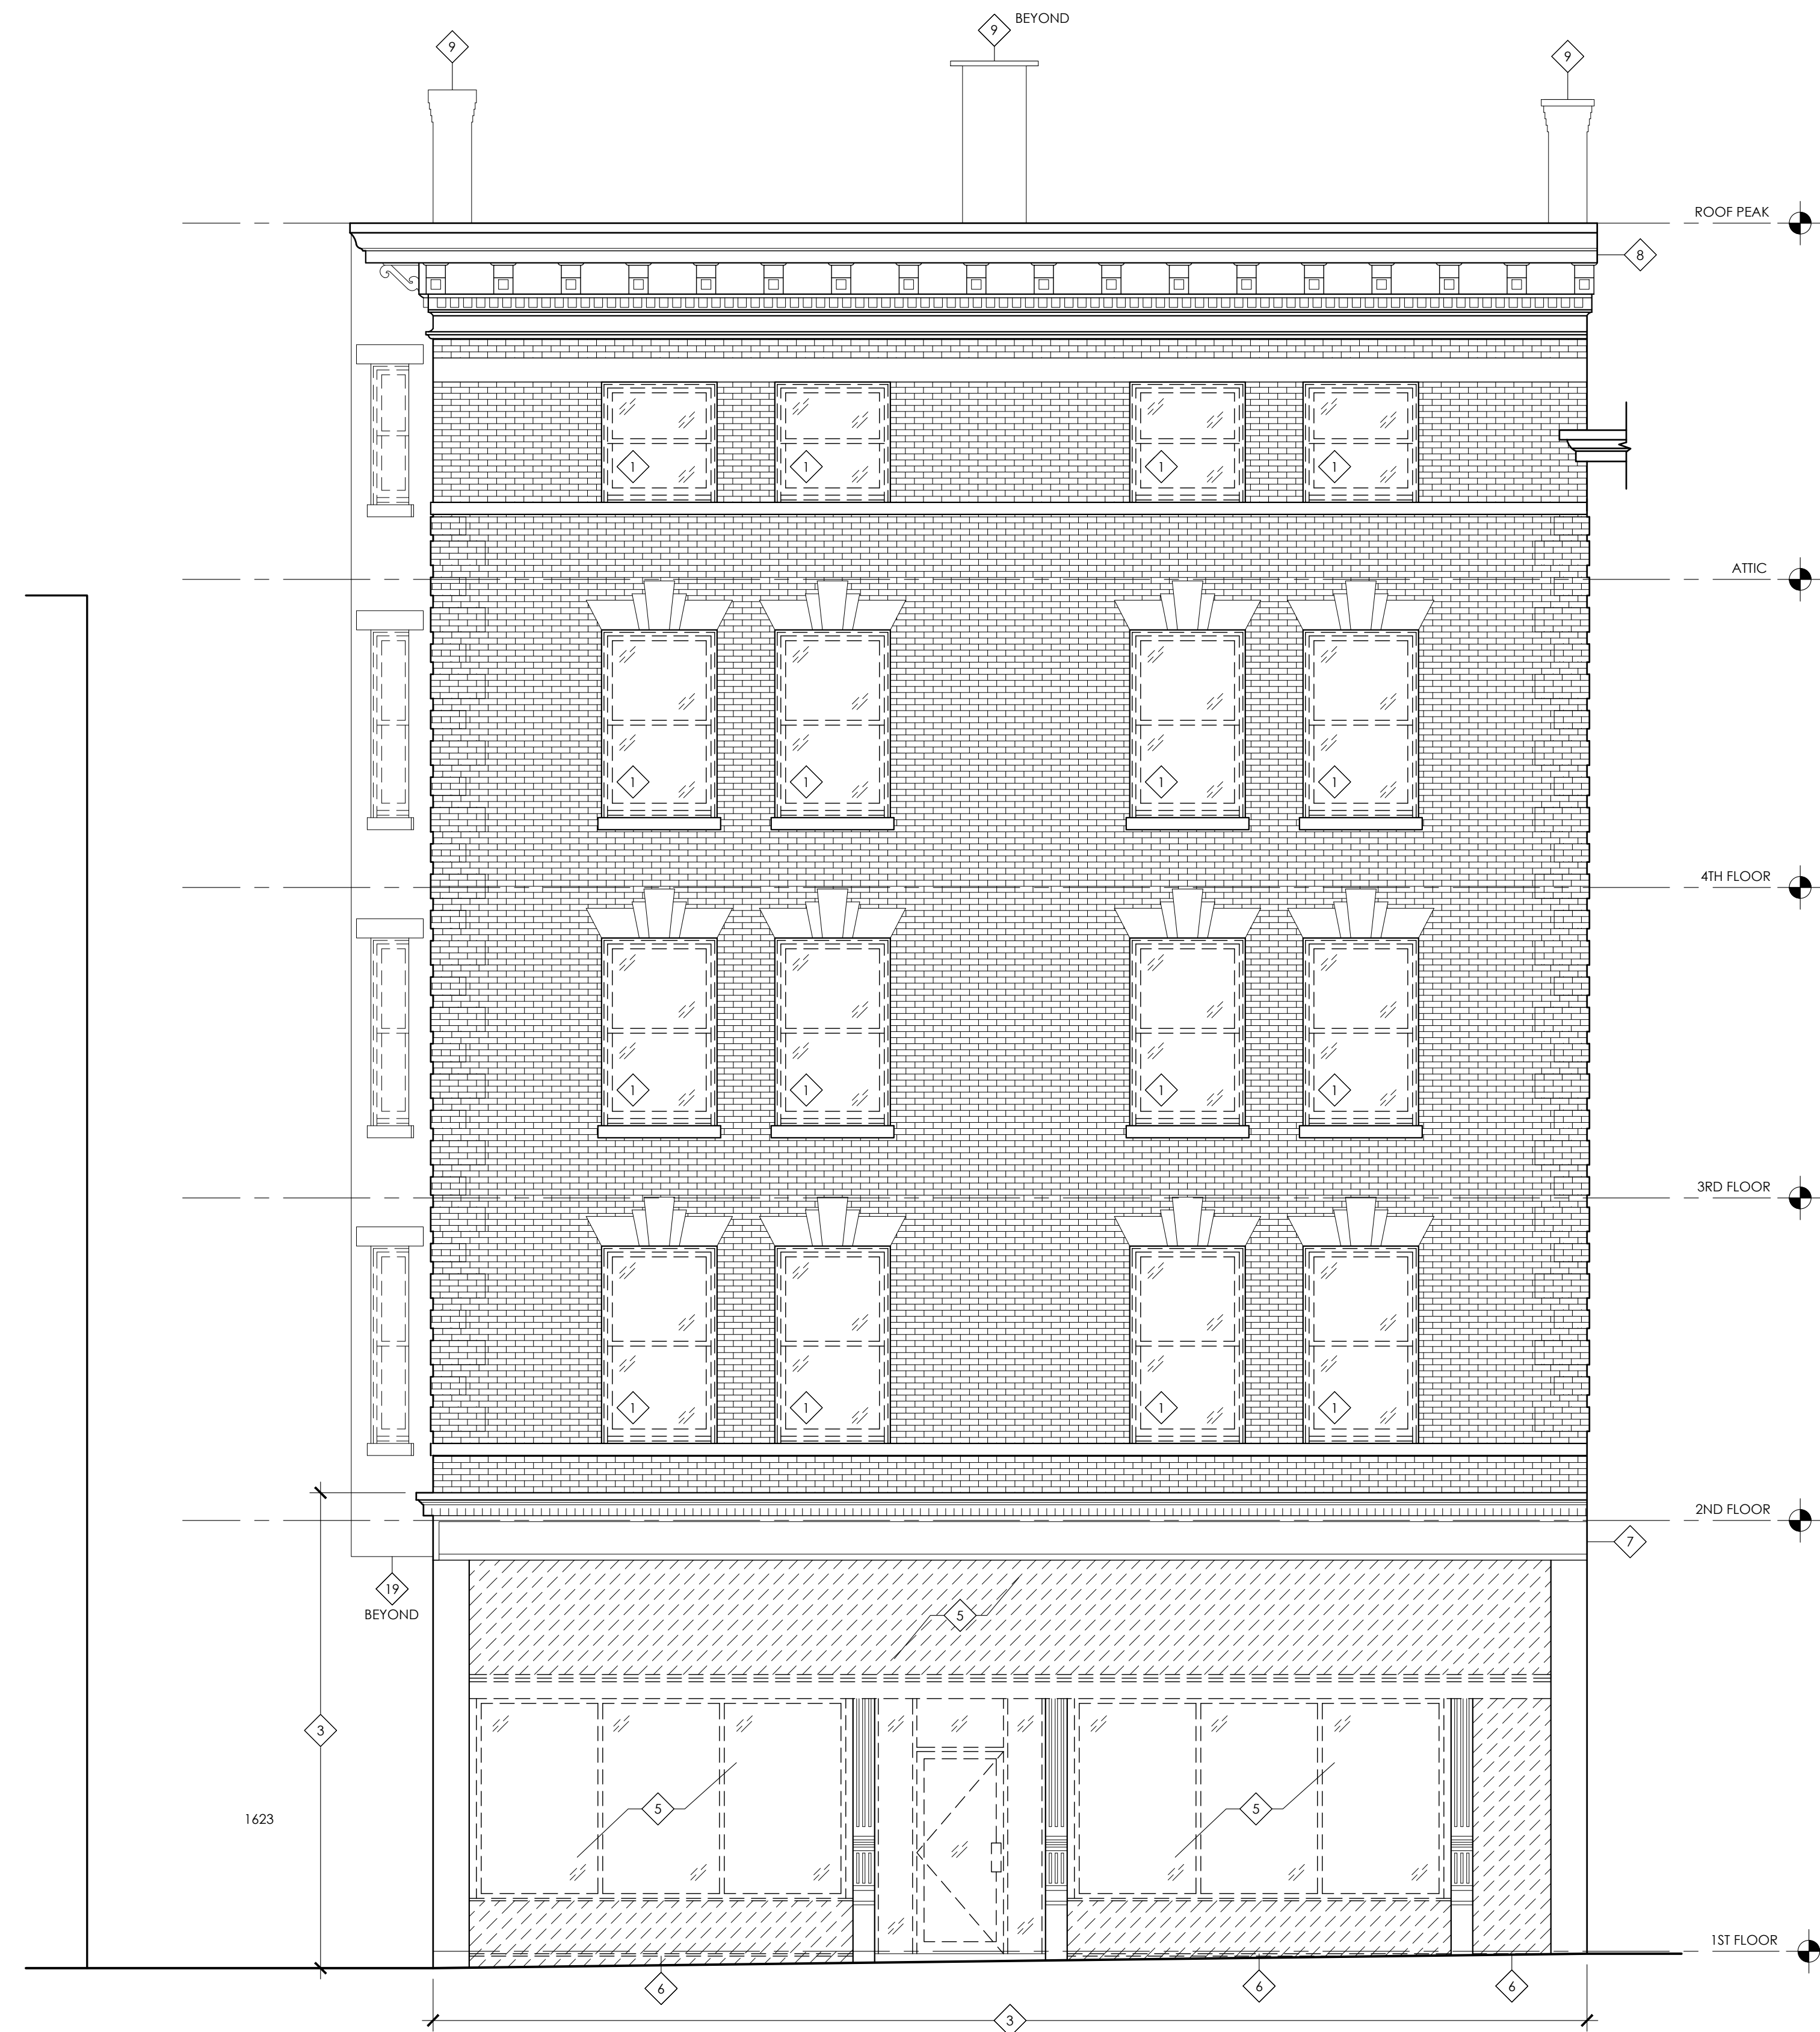 9 BEYOND
9
9
ROOF PEAK
8
1 1 1 1
ATTIC
1 1 1 1
4TH FLOOR
1 1 1 1
3RD FLOOR
1 1 1 1
2ND FLOOR
7
19
BEYOND
5
3
5 5
1623
1ST FLOOR
6 6 6
3